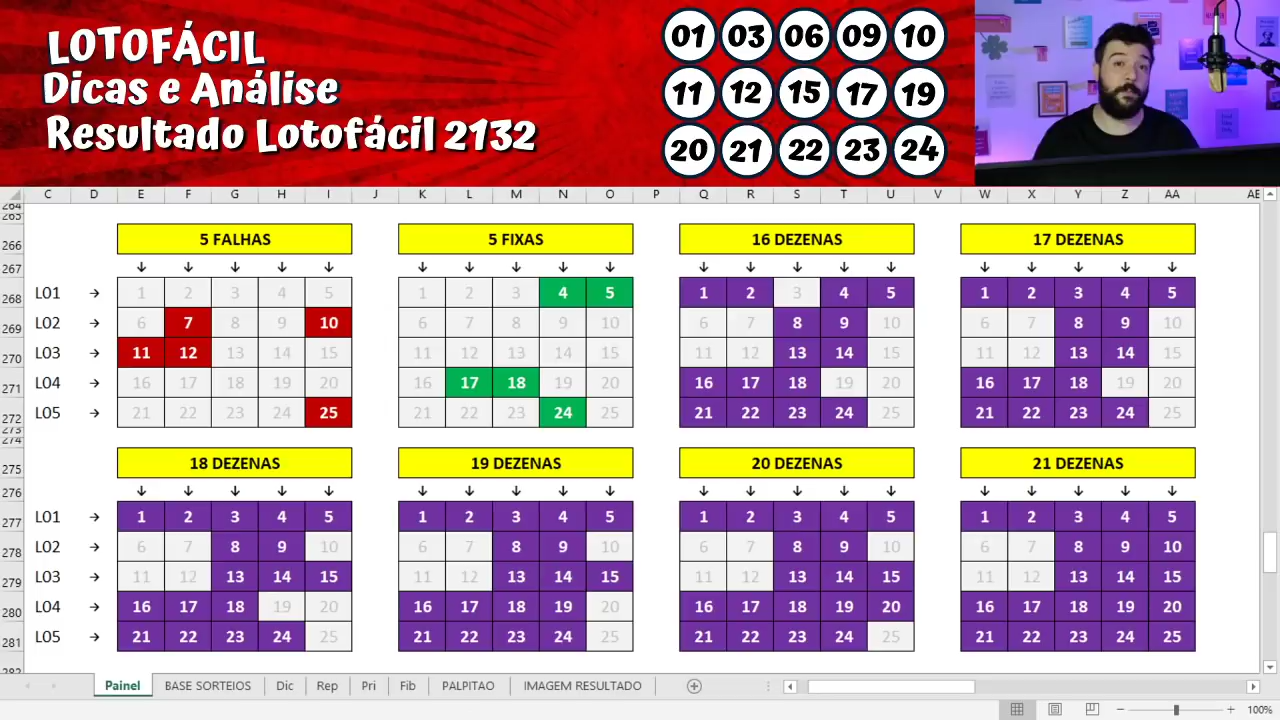 LOTOFÁCIL
Dicas e Análise
Resultado Lotofácil 2132
01 03 06 09 10
11 12 15 17 19
20 21 22 23 24
C D E F G H I J K L M N O P Q R S T U V W X Y Z AA AB
264
265
266 5 FALHAS 5 FIXAS 16 DEZENAS 17 DEZENAS
267 ↓ ↓ ↓ ↓ ↓ ↓ ↓ ↓ ↓ ↓ ↓ ↓ ↓ ↓ ↓ ↓ ↓ ↓ ↓ ↓
268 L01 → 1 2 3 4 5 1 2 3 4 5 1 2 3 4 5 1 2 3 4 5
269 L02 → 6 7 8 9 10 6 7 8 9 10 6 7 8 9 10 6 7 8 9 10
270 L03 → 11 12 13 14 15 11 12 13 14 15 11 12 13 14 15 11 12 13 14 15
271 L04 → 16 17 18 19 20 16 17 18 19 20 16 17 18 19 20 16 17 18 19 20
272 L05 → 21 22 23 24 25 21 22 23 24 25 21 22 23 24 25 21 22 23 24 25
273
274
275 18 DEZENAS 19 DEZENAS 20 DEZENAS 21 DEZENAS
276 ↓ ↓ ↓ ↓ ↓ ↓ ↓ ↓ ↓ ↓ ↓ ↓ ↓ ↓ ↓ ↓ ↓ ↓ ↓ ↓
277 L01 → 1 2 3 4 5 1 2 3 4 5 1 2 3 4 5 1 2 3 4 5
278 L02 → 6 7 8 9 10 6 7 8 9 10 6 7 8 9 10 6 7 8 9 10
279 L03 → 11 12 13 14 15 11 12 13 14 15 11 12 13 14 15 11 12 13 14 15
280 L04 → 16 17 18 19 20 16 17 18 19 20 16 17 18 19 20 16 17 18 19 20
281 L05 → 21 22 23 24 25 21 22 23 24 25 21 22 23 24 25 21 22 23 24 25
282
Painel BASE SORTEIOS Dic Rep Pri Fib PALPITAO IMAGEM RESULTADO
100%